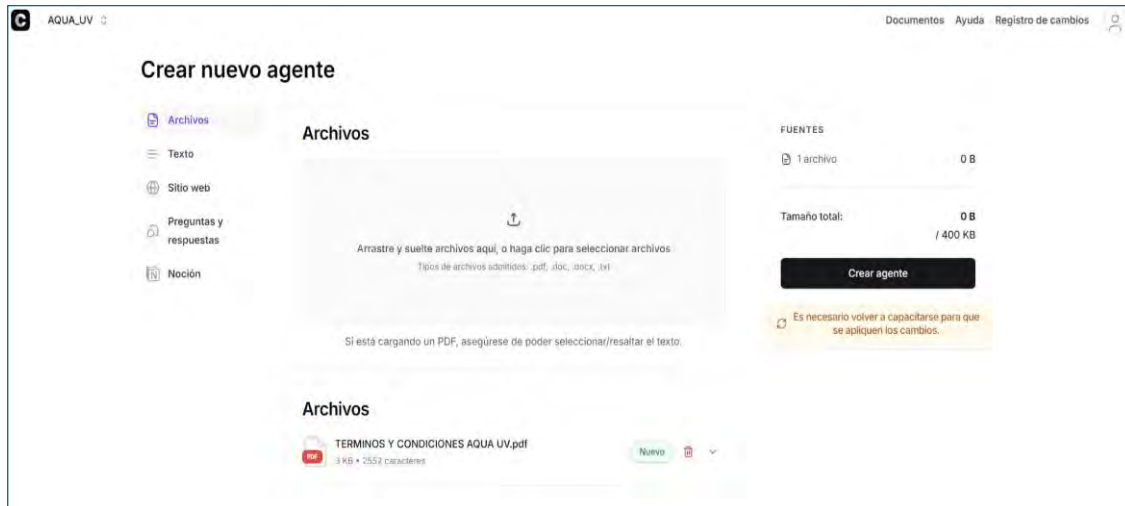 C AQUA_UV Documentos Ayuda Registro de cambios
Crear nuevo agente
Archivos
Texto
Sitio web
Preguntas y
respuestas
Noción
Archivos
Arrastre y suelte archivos aquí, o haga clic para seleccionar archivos
Tipos de archivos admitidos: .pdf, .doc, .docx, .txt
Si está cargando un PDF, asegúrese de poder seleccionar/resaltar el texto.
Archivos
PDF
TERMINOS Y CONDICIONES AQUA UV.pdf
3 KB • 2552 caracteres
Nuevo
FUENTES
1 archivo 0 B
Tamaño total: 0 B
/ 400 KB
Crear agente
Es necesario volver a capacitarse para que
se apliquen los cambios.